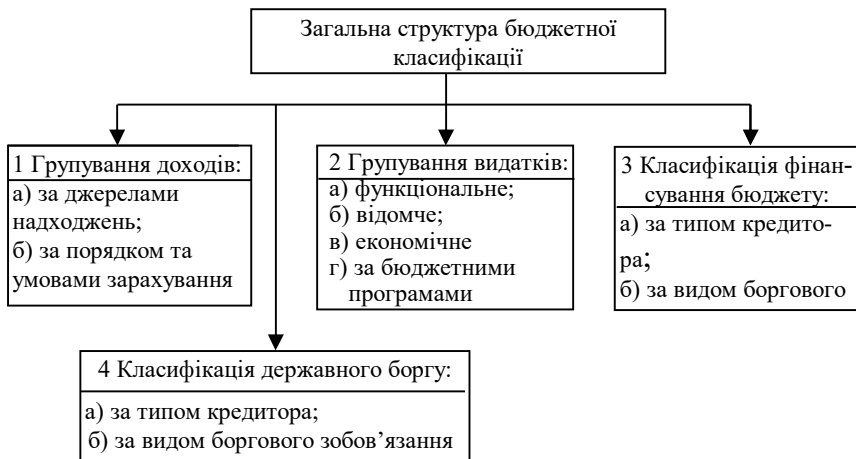 Загальна структура бюджетної
класифікації
1 Групування доходів:
а) за джерелами
надходжень;
б) за порядком та
умовами зарахування
2 Групування видатків:
а) функціональне;
б) відомче;
в) економічне
г) за бюджетними
програмами
3 Класифікація фінан-
сування бюджету:
а) за типом кредито-
ра;
б) за видом боргового
4 Класифікація державного боргу:
а) за типом кредитора;
б) за видом боргового зобов’язання